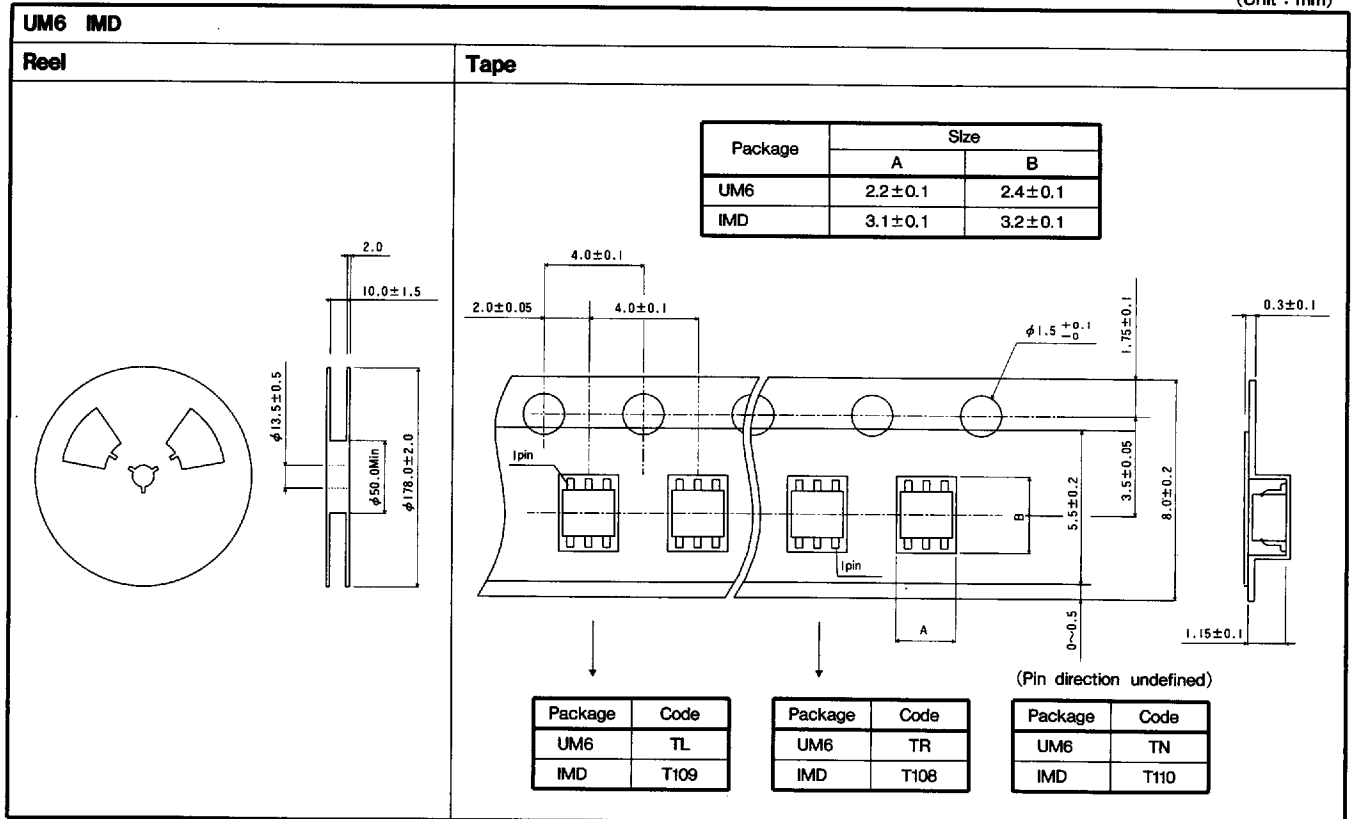 (Unit : mm)
UM6 IMD
Reel
Tape
Package Size
A B
UM6 2.2±0.1 2.4±0.1
IMD 3.1±0.1 3.2±0.1
2.0
10.0±1.5
φ13.5±0.5
φ50.0Min
φ178.0±2.0
4.0±0.1
2.0±0.05
4.0±0.1
φ1.5 +0.1 -0
1.75±0.1
0.3±0.1
1pin
1pin
B
5.5±0.2
3.5±0.05
8.0±0.2
A
0~0.5
1.15±0.1
(Pin direction undefined)
Package Code
UM6 TL
IMD T109
Package Code
UM6 TR
IMD T108
Package Code
UM6 TN
IMD T110